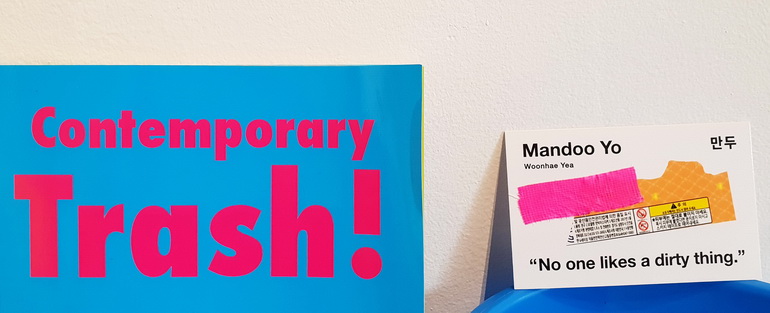 Contemporary
Trash!
Mandoo Yo
만두
Woonhae Yea
“No one likes a dirty thing.”